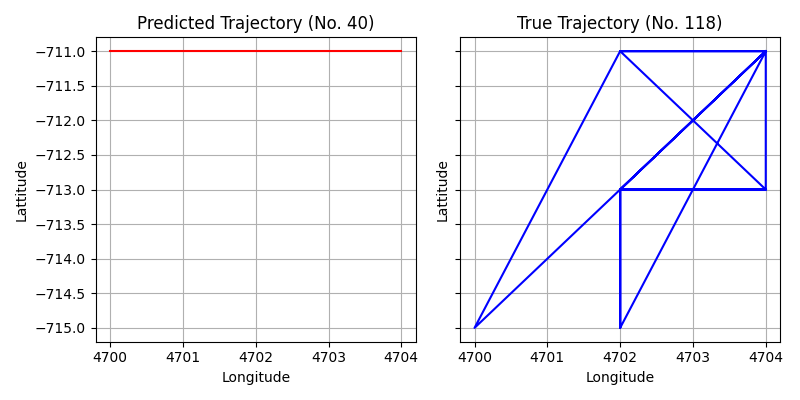 Predicted Trajectory (No. 40)
True Trajectory (No. 118)
Lattitude
−711.0
−711.5
−712.0
−712.5
−713.0
−713.5
−714.0
−714.5
−715.0
4700 4701 4702 4703 4704
Longitude
Lattitude
4700 4701 4702 4703 4704
Longitude